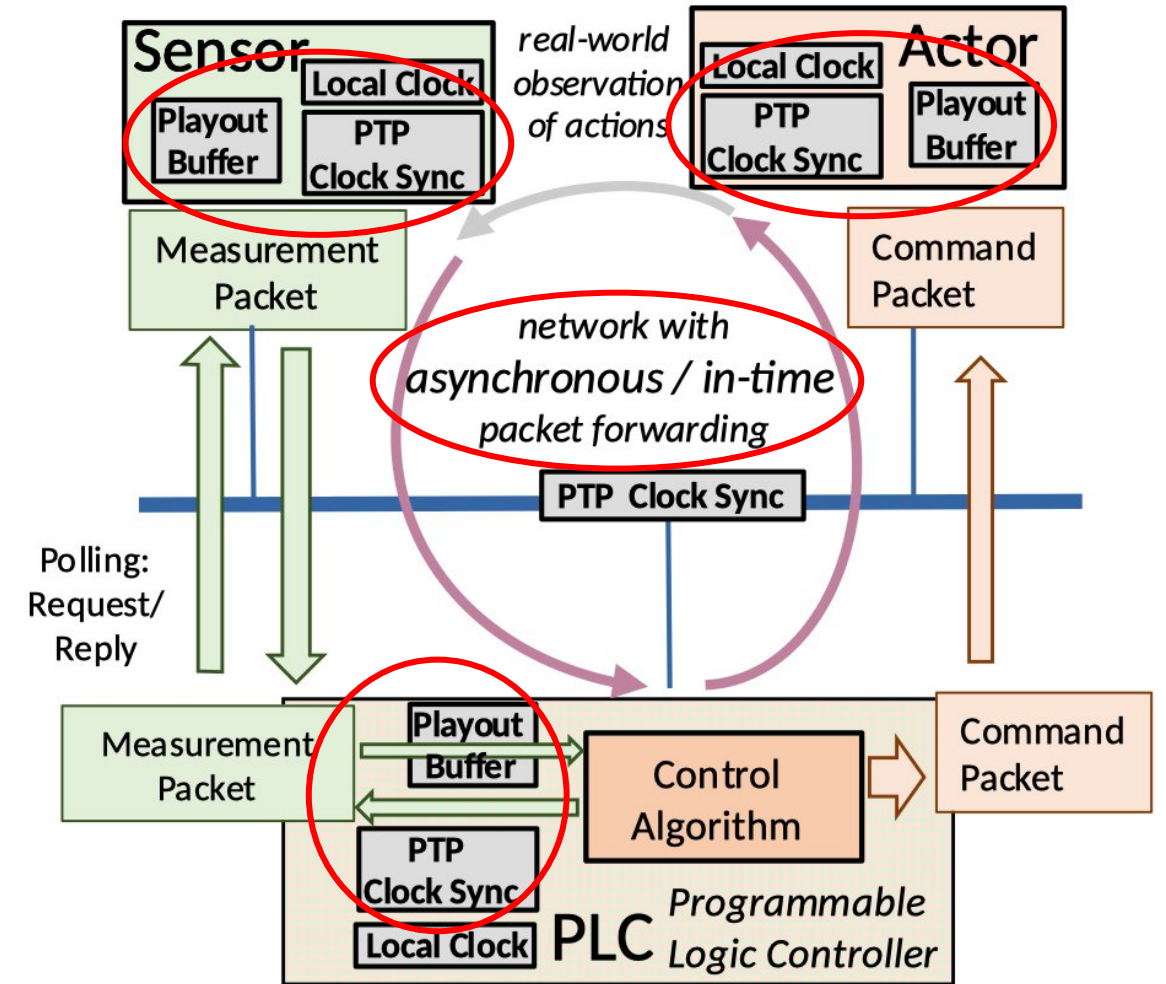 Sensor
Local Clock
Playout
Buffer
PTP
Clock Sync
real-world
observation
of actions
Actor
Local Clock
PTP
Clock Sync
Playout
Buffer
Measurement
Packet
Command
Packet
network with
asynchronous / in-time
packet forwarding
PTP Clock Sync
Polling:
Request/
Reply
Measurement
Packet
Playout
Buffer
PTP
Clock Sync
Local Clock
Control
Algorithm
Command
Packet
PLC
Programmable
Logic Controller